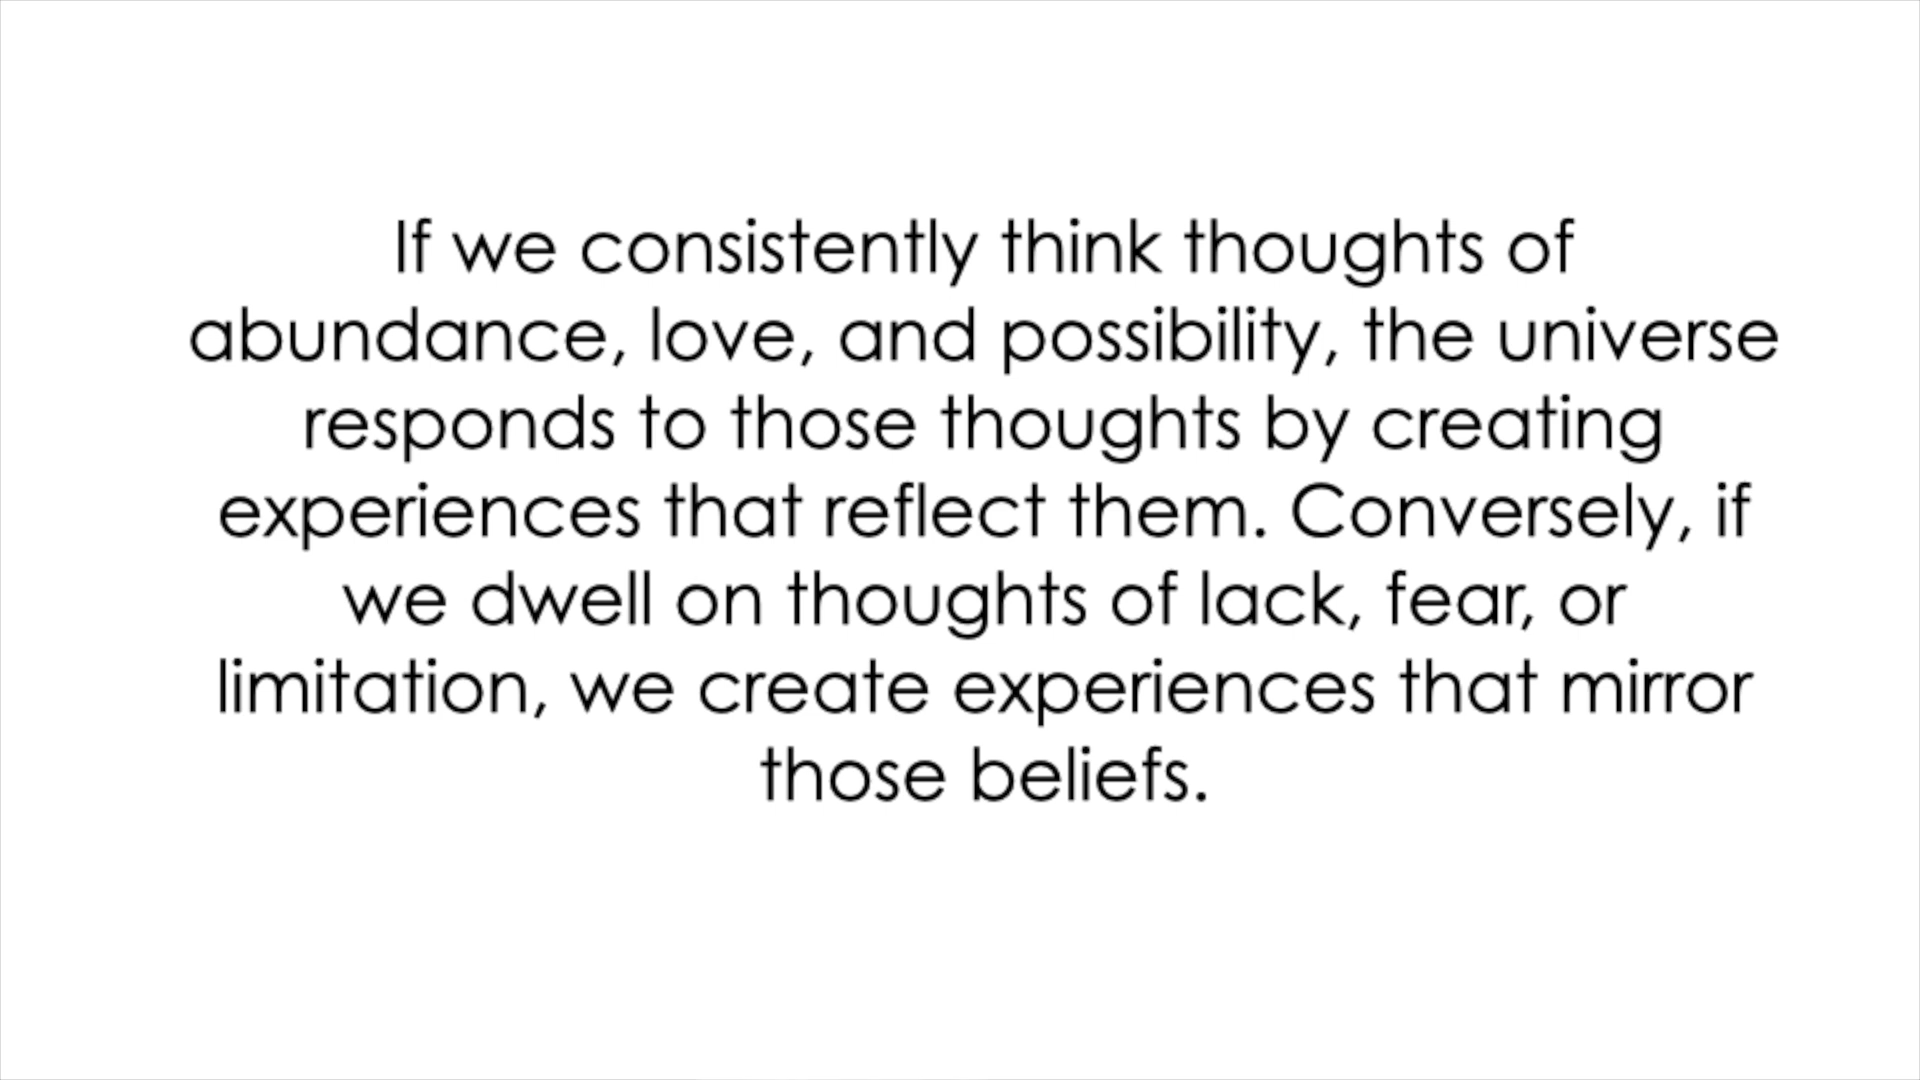 If we consistently think thoughts of
abundance, love, and possibility, the universe
responds to those thoughts by creating
experiences that reflect them. Conversely, if
we dwell on thoughts of lack, fear, or
limitation, we create experiences that mirror
those beliefs.